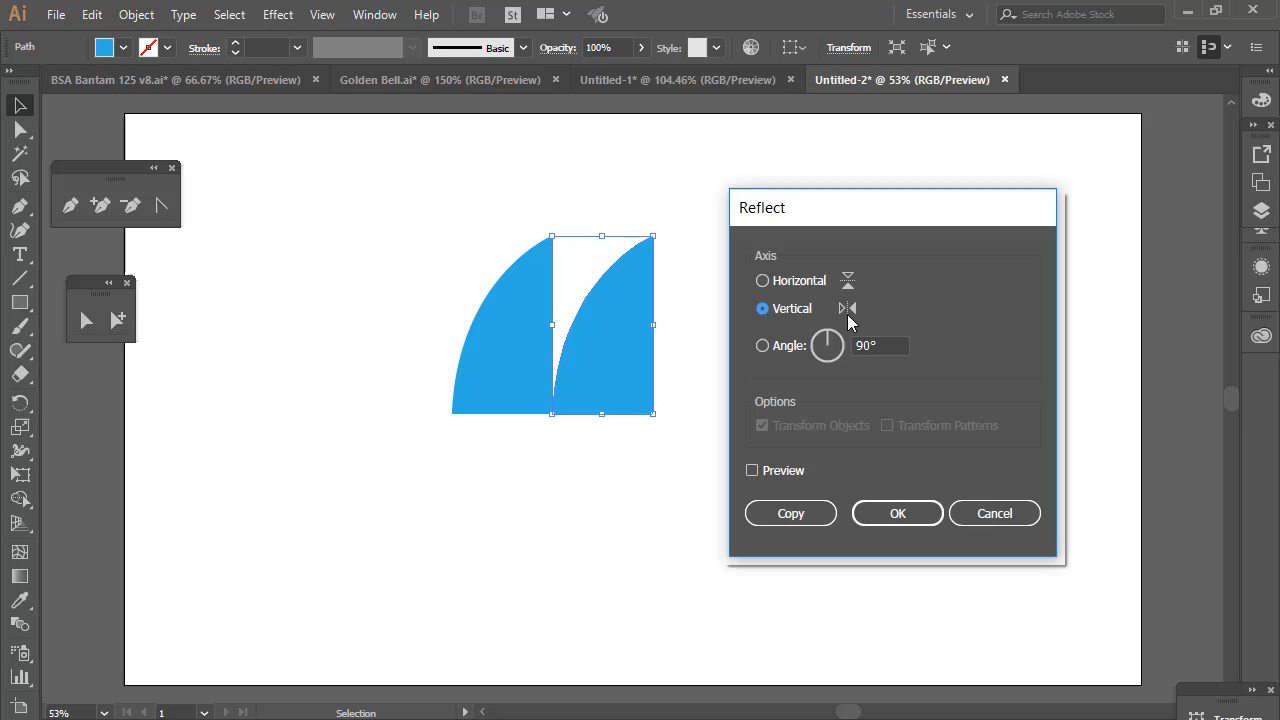 Ai File Edit Object Type Select Effect View Window Help Br St Essentials Search Adobe Stock
Path Stroke: Basic Opacity: 100% Style: Transform
BSA Bantam 125 v8.ai* @ 66.67% (RGB/Preview) Golden Bell.ai* @ 150% (RGB/Preview) Untitled-1* @ 104.46% (RGB/Preview) Untitled-2* @ 53% (RGB/Preview)
Reflect
Axis
Horizontal
Vertical
Angle: 90°
Options
Transform Objects Transform Patterns
Preview
Copy OK Cancel
53% 1 Selection
Transform